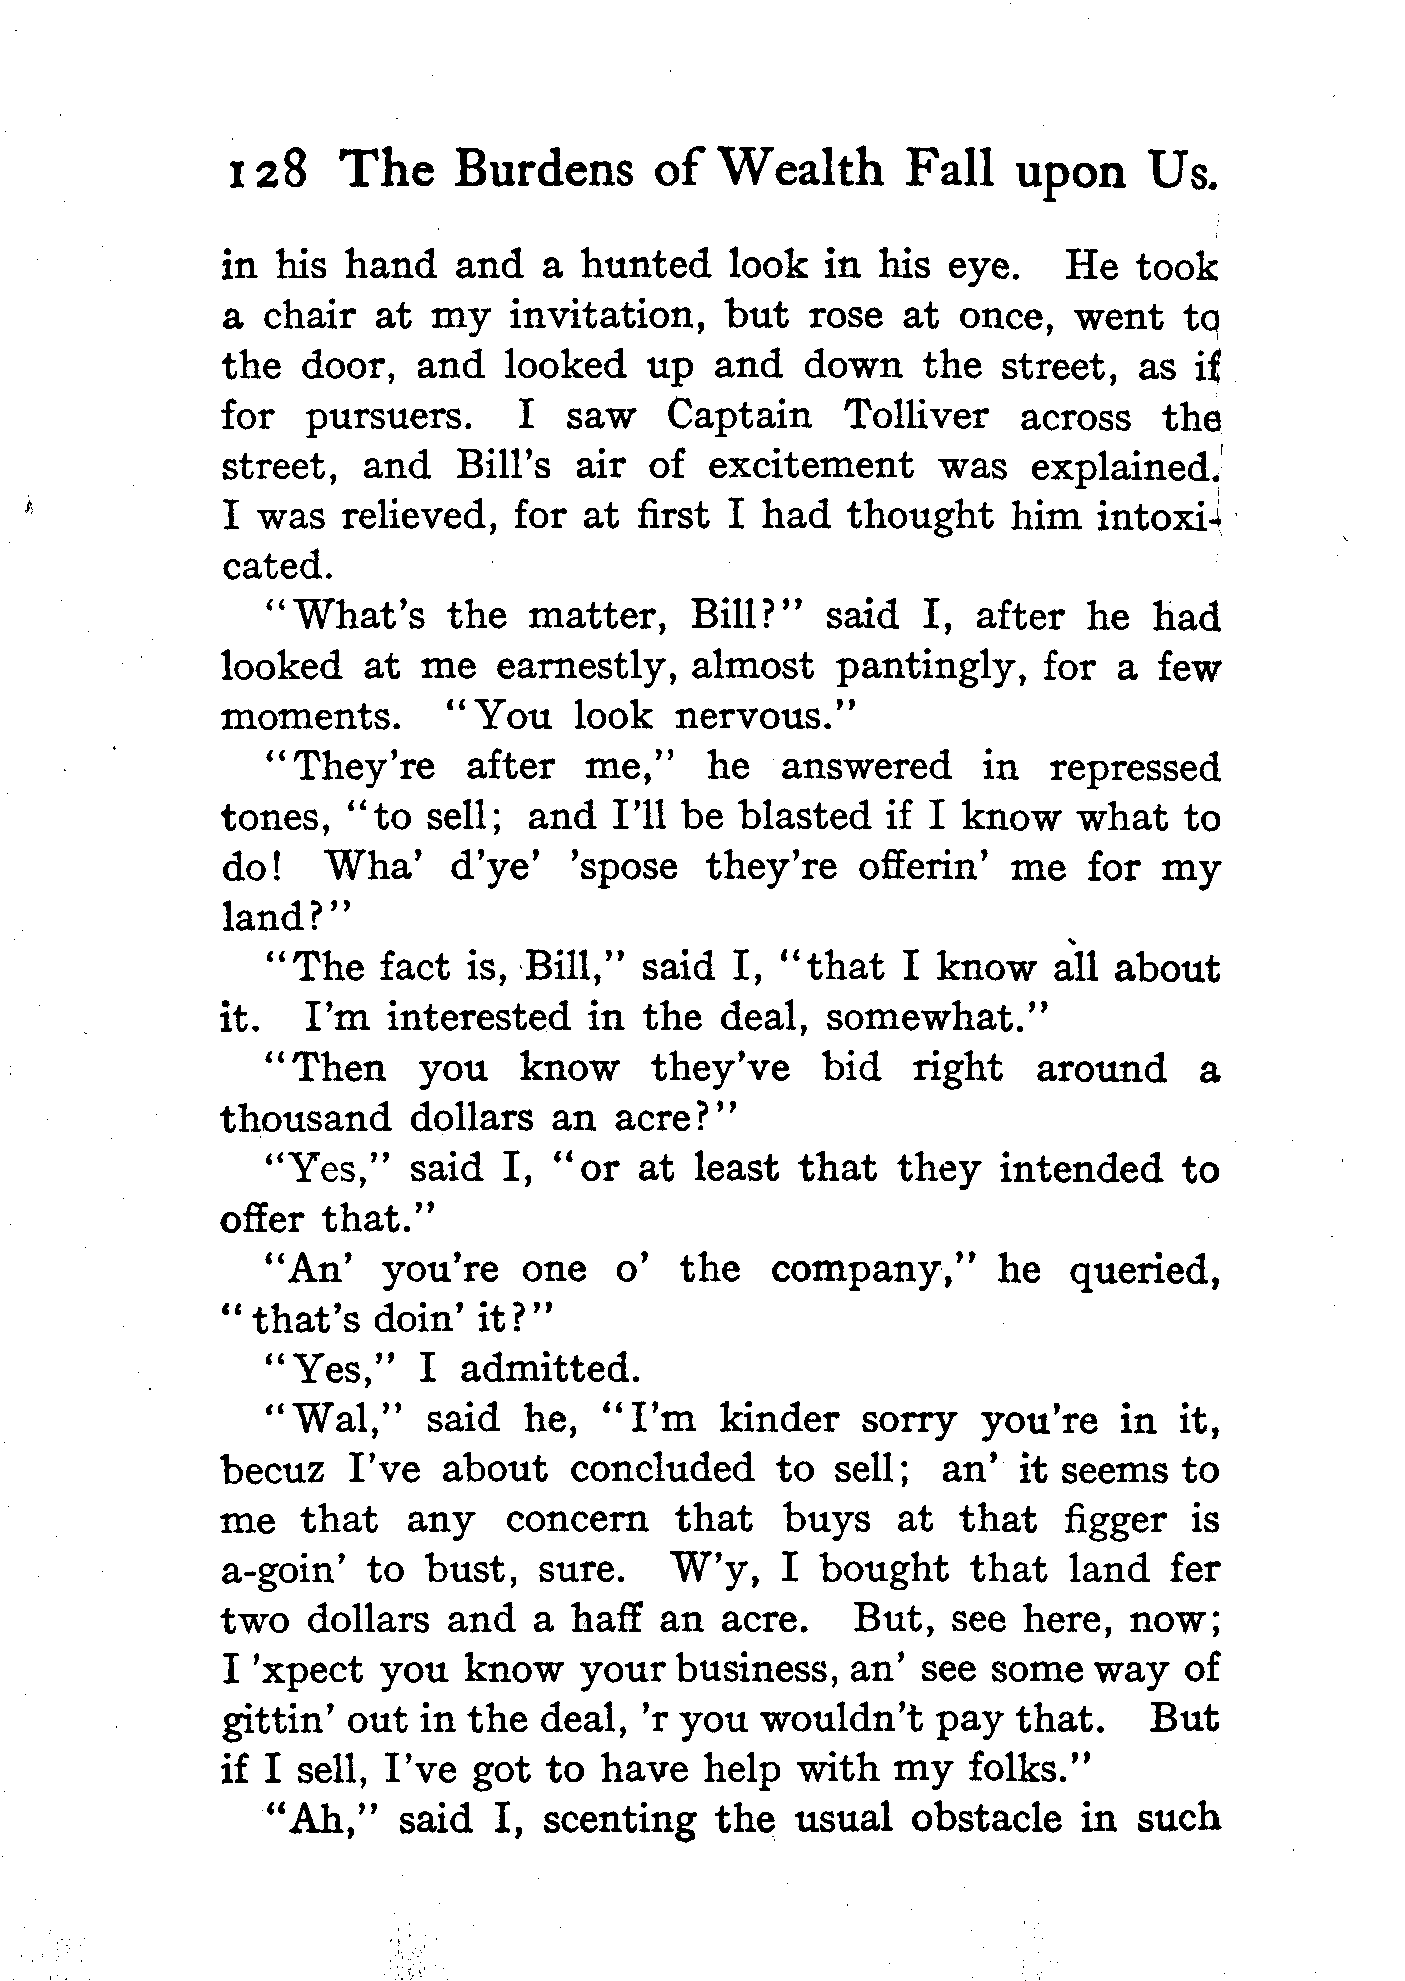 128 The Burdens of Wealth Fall upon Us.
in his hand and a hunted look in his eye. He took
a chair at my invitation, but rose at once, went to
the door, and looked up and down the street, as if
for pursuers. I saw Captain Tolliver across the
street, and Bill's air of excitement was explained.
I was relieved, for at first I had thought him intoxi-
cated.
"What's the matter, Bill?" said I, after he had
looked at me earnestly, almost pantingly, for a few
moments. "You look nervous."
"They're after me," he answered in repressed
tones, "to sell; and I'll be blasted if I know what to
do! Wha' d'ye' 'spose they're offerin' me for my
land?"
"The fact is, Bill," said I, "that I know all about
it. I'm interested in the deal, somewhat."
"Then you know they've bid right around a
thousand dollars an acre?"
"Yes," said I, "or at least that they intended to
offer that."
"An' you're one o' the company," he queried,
"that's doin' it?"
"Yes," I admitted.
"Wal," said he, "I'm kinder sorry you're in it,
becuz I've about concluded to sell; an' it seems to
me that any concern that buys at that figger is
a-goin' to bust, sure. W'y, I bought that land fer
two dollars and a haff an acre. But, see here, now;
I 'xpect you know your business, an' see some way of
gittin' out in the deal, 'r you wouldn't pay that. But
if I sell, I've got to have help with my folks."
"Ah," said I, scenting the usual obstacle in such